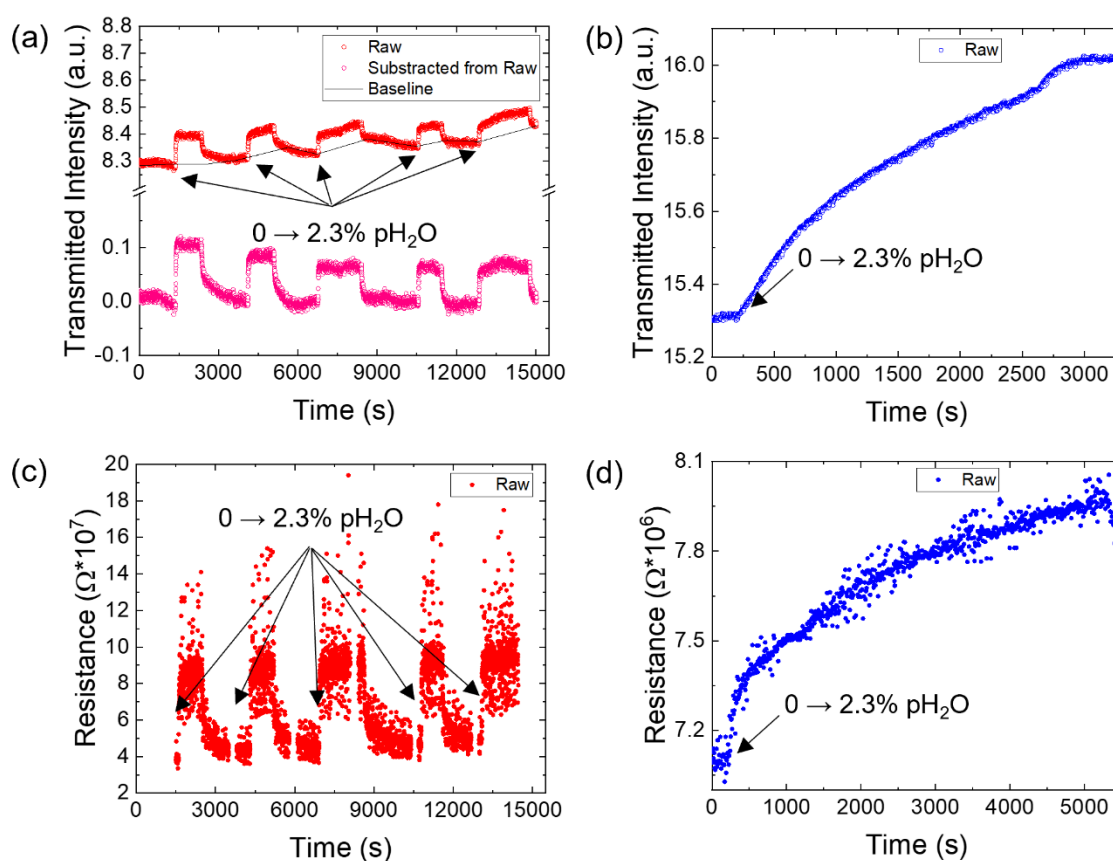 (a)
Transmitted Intensity (a.u.)
8.8
8.7
8.6
8.5
8.4
8.3
0.1
0.0
-0.1
Raw
Substracted from Raw
Baseline
0 → 2.3% pH₂O
0 3000 6000 9000 12000 15000
Time (s)
(b)
Transmitted Intensity (a.u.)
16.0
15.8
15.6
15.4
15.2
Raw
0 → 2.3% pH₂O
0 500 1000 1500 2000 2500 3000
Time (s)
(c)
Resistance (Ω*10⁷)
20
18
16
14
12
10
8
6
4
2
Raw
0 → 2.3% pH₂O
0 3000 6000 9000 12000 15000
Time (s)
(d)
Resistance (Ω*10⁶)
8.1
7.8
7.5
7.2
Raw
0 → 2.3% pH₂O
0 1000 2000 3000 4000 5000
Time (s)